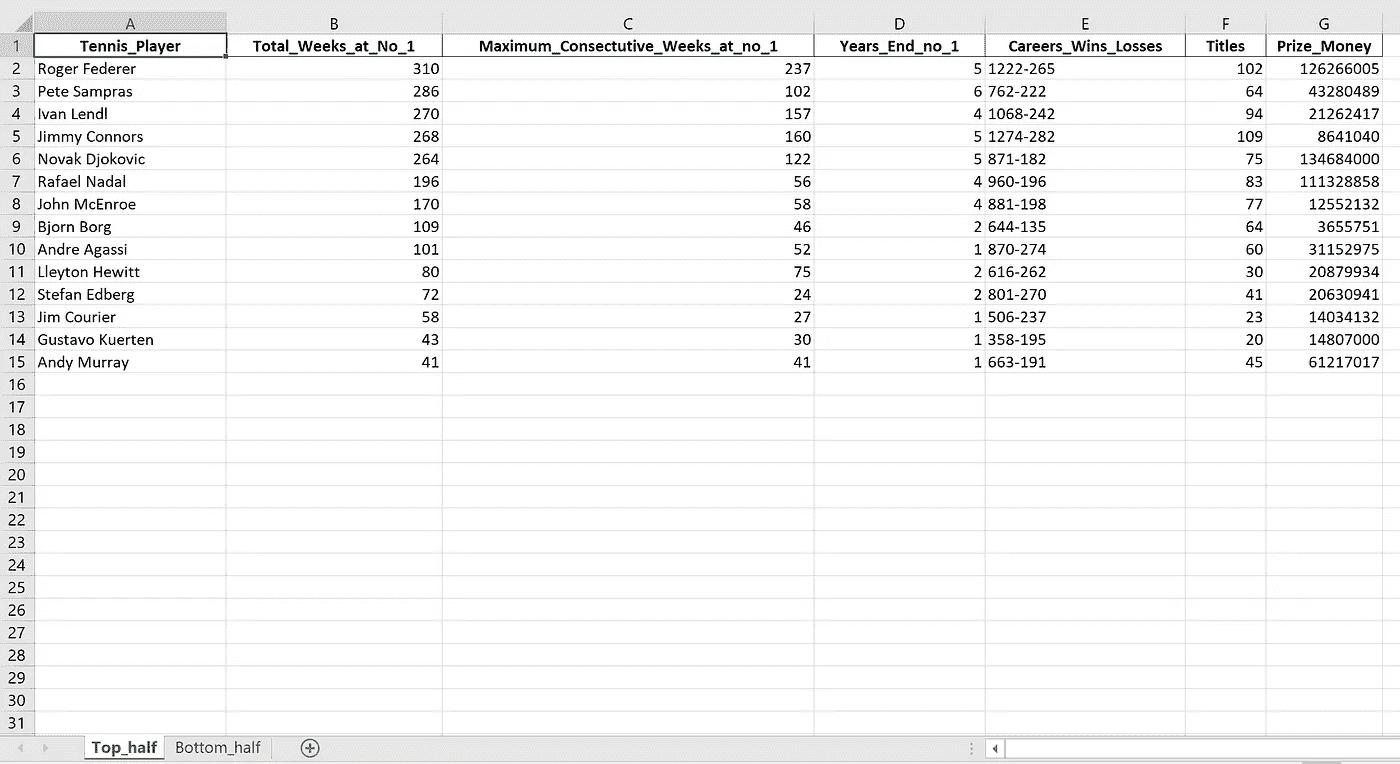 A B C D E F G
1 Tennis_Player Total_Weeks_at_No_1 Maximum_Consectutive_Weeks_at_no_1 Years_End_no_1 Careers_Wins_Losses Titles Prize_Money
2 Roger Federer 310 237 5 1222-265 102 126266005
3 Pete Sampras 286 102 6 762-222 64 43280489
4 Ivan Lendl 270 157 4 1068-242 94 21262417
5 Jimmy Connors 268 160 5 1274-282 109 8641040
6 Novak Djokovic 264 122 5 871-182 75 134684000
7 Rafael Nadal 196 56 4 960-196 83 111328858
8 John McEnroe 170 58 4 881-198 77 12552132
9 Bjorn Borg 109 46 2 644-135 64 3655751
10 Andre Agassi 101 52 1 870-274 60 31152975
11 Lleyton Hewitt 80 75 2 616-262 30 20879934
12 Stefan Edberg 72 24 2 801-270 41 20630941
13 Jim Courier 58 27 1 506-237 23 14034132
14 Gustavo Kuerten 43 30 1 358-195 20 14807000
15 Andy Murray 41 41 1 663-191 45 61217017
16
17
18
19
20
21
22
23
24
25
26
27
28
29
30
31
Top_half Bottom_half